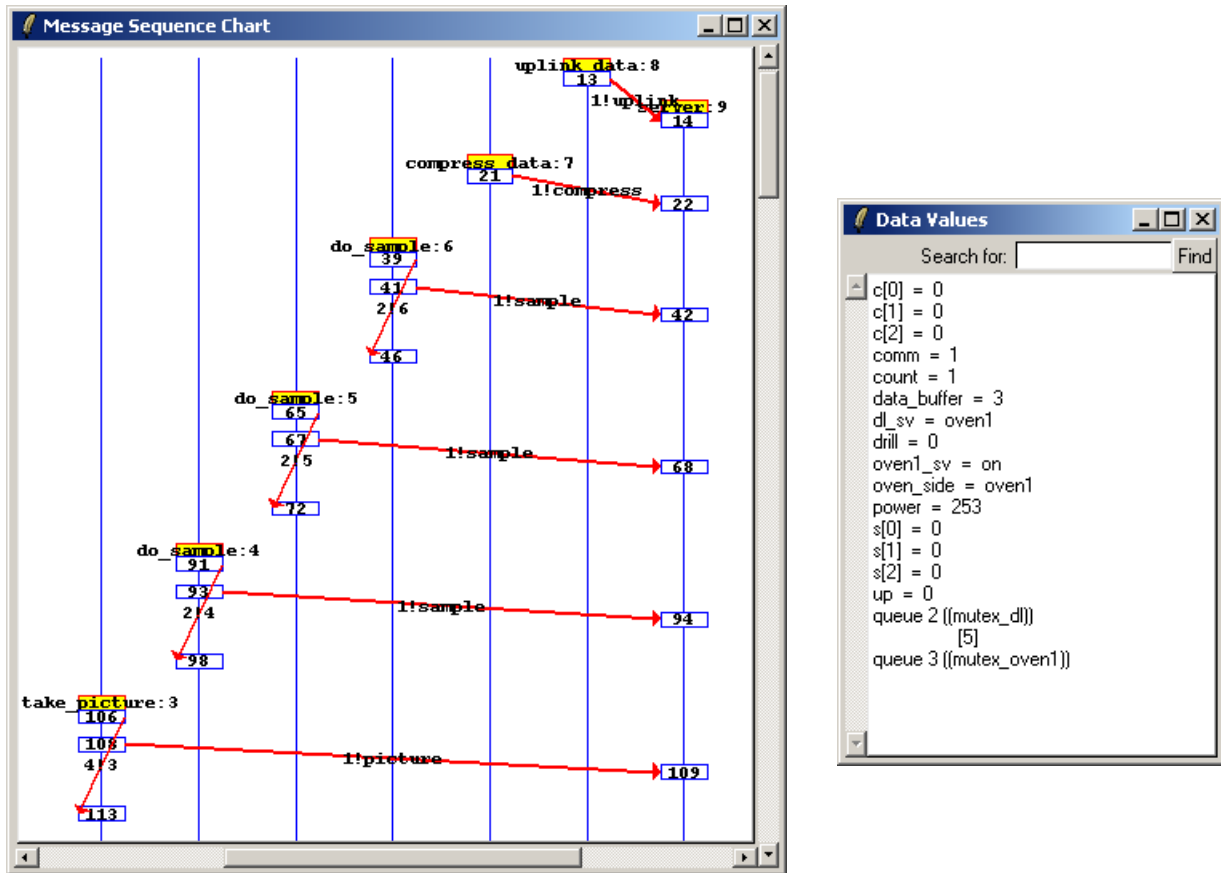 Message Sequence Chart
uplink_data:8
13
1!uplink
server:9
14
compress_data:7
21
1!compress
22
do_sample:6
39
41
1!sample
2!6
42
46
do_sample:5
65
67
1!sample
2!5
68
72
do_sample:4
91
93
1!sample
2!4
94
98
take_picture:3
106
108
1!picture
4!3
109
113
Data Values
Search for:
Find
c[0] = 0
c[1] = 0
c[2] = 0
comm = 1
count = 1
data_buffer = 3
dl_sv = oven1
drill = 0
oven1_sv = on
oven_side = oven1
power = 253
s[0] = 0
s[1] = 0
s[2] = 0
up = 0
queue 2 ((mutex_dl))
[5]
queue 3 ((mutex_oven1))